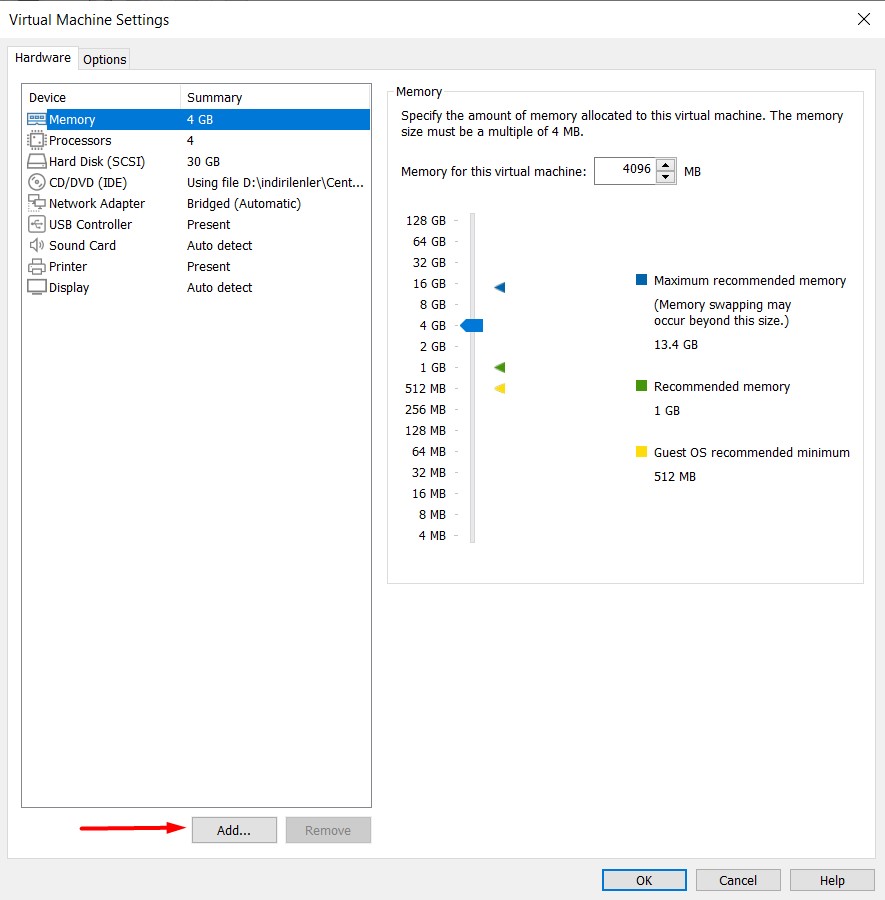 Virtual Machine Settings
Hardware
Options
Device Summary
Memory 4 GB
Processors 4
Hard Disk (SCSI) 30 GB
CD/DVD (IDE) Using file D:\indirilenler\Cent...
Network Adapter Bridged (Automatic)
USB Controller Present
Sound Card Auto detect
Printer Present
Display Auto detect
Add...
Remove
Memory
Specify the amount of memory allocated to this virtual machine. The memory
size must be a multiple of 4 MB.
Memory for this virtual machine: 4096 MB
128 GB
64 GB
32 GB
16 GB
8 GB
4 GB
2 GB
1 GB
512 MB
256 MB
128 MB
64 MB
32 MB
16 MB
8 MB
4 MB
Maximum recommended memory
(Memory swapping may
occur beyond this size.)
13.4 GB
Recommended memory
1 GB
Guest OS recommended minimum
512 MB
OK
Cancel
Help